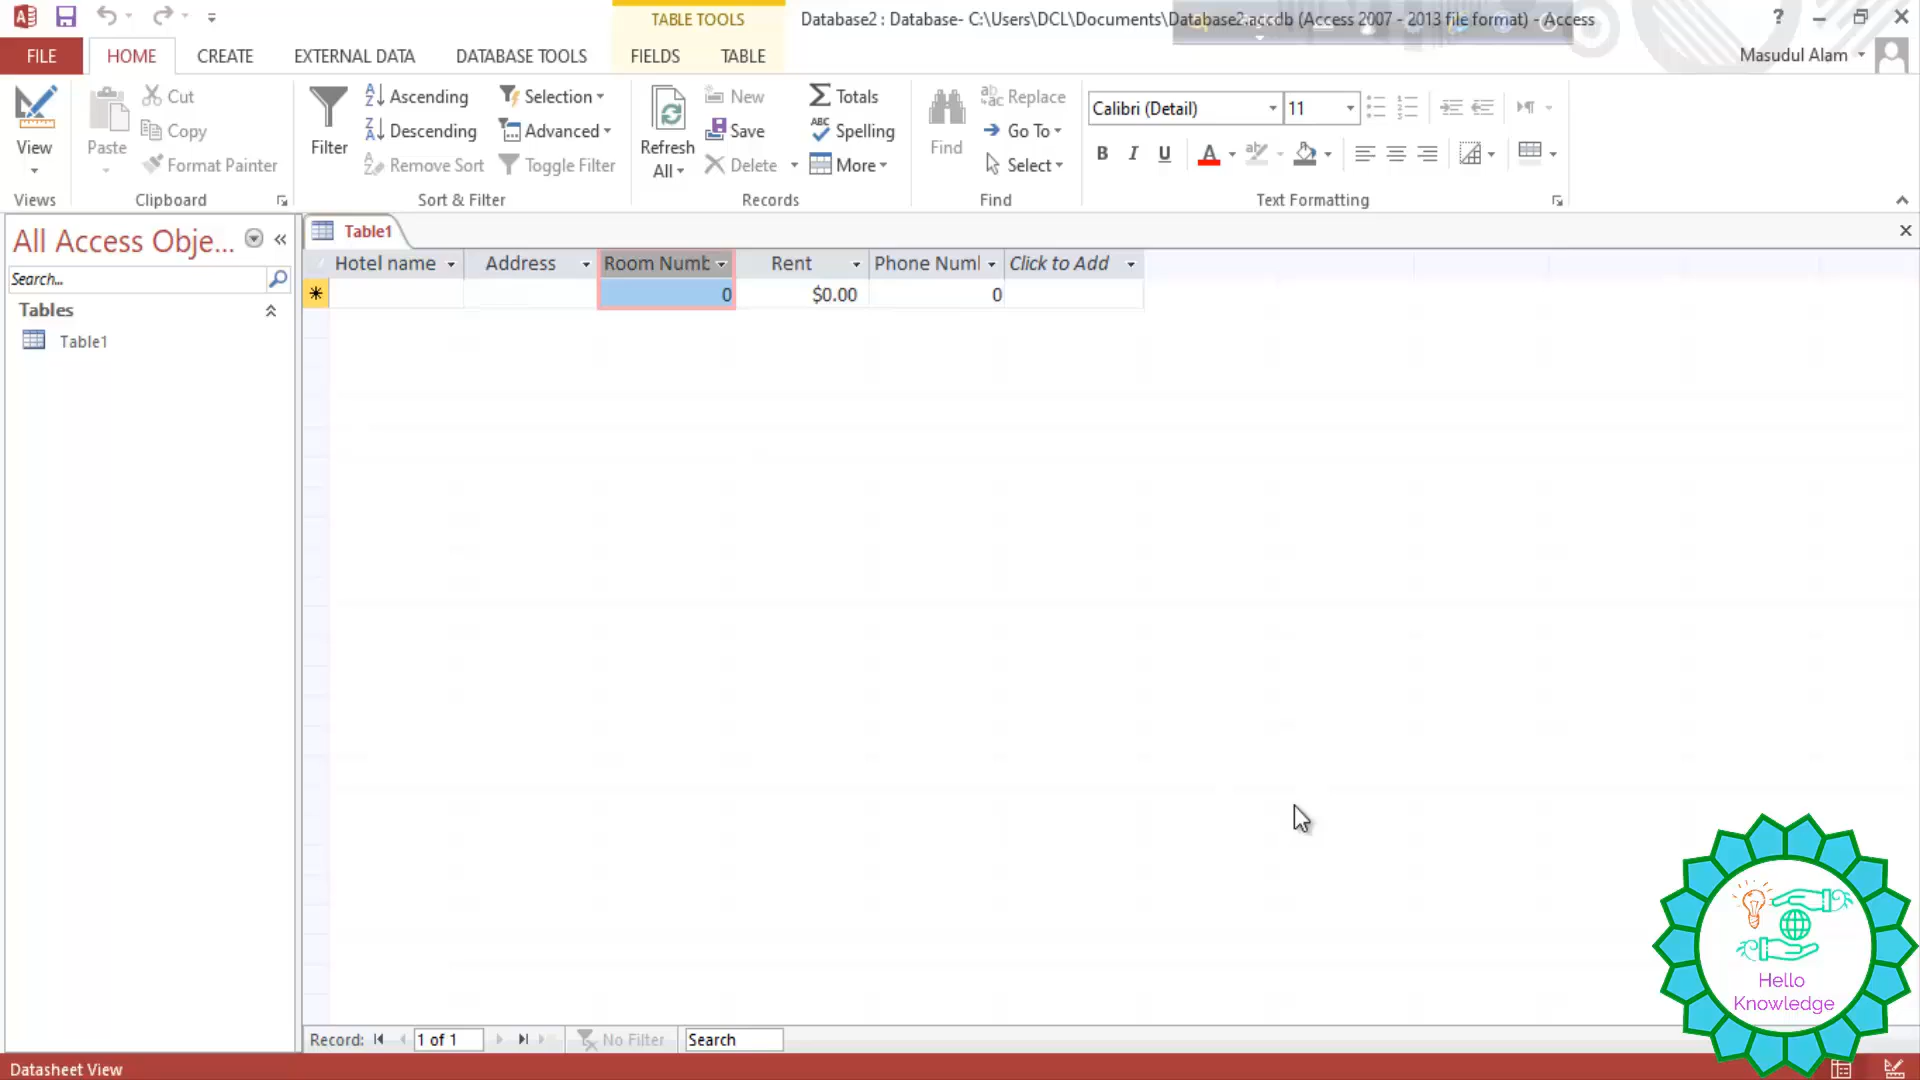 TABLE TOOLS
Database2 : Database- C:\Users\DCL\Documents\Database2.accdb (Access 2007 - 2013 file format) - Access
?
FILE HOME CREATE EXTERNAL DATA DATABASE TOOLS FIELDS TABLE
Masudul Alam
View
Views
Paste
Cut
Copy
Format Painter
Clipboard
Filter
Ascending
Descending
Remove Sort
Selection
Advanced
Toggle Filter
Sort & Filter
Refresh
All
New
Save
Delete
Totals
Spelling
More
Records
Find
Replace
Go To
Select
Find
Calibri (Detail) 11
B I U A
Text Formatting
All Access Obje...
Search...
Tables
Table1
Table1
Hotel name Address Room Numb Rent Phone Numl Click to Add
0 $0.00 0
Record: 1 of 1 No Filter Search
Datasheet View
Hello
Knowledge